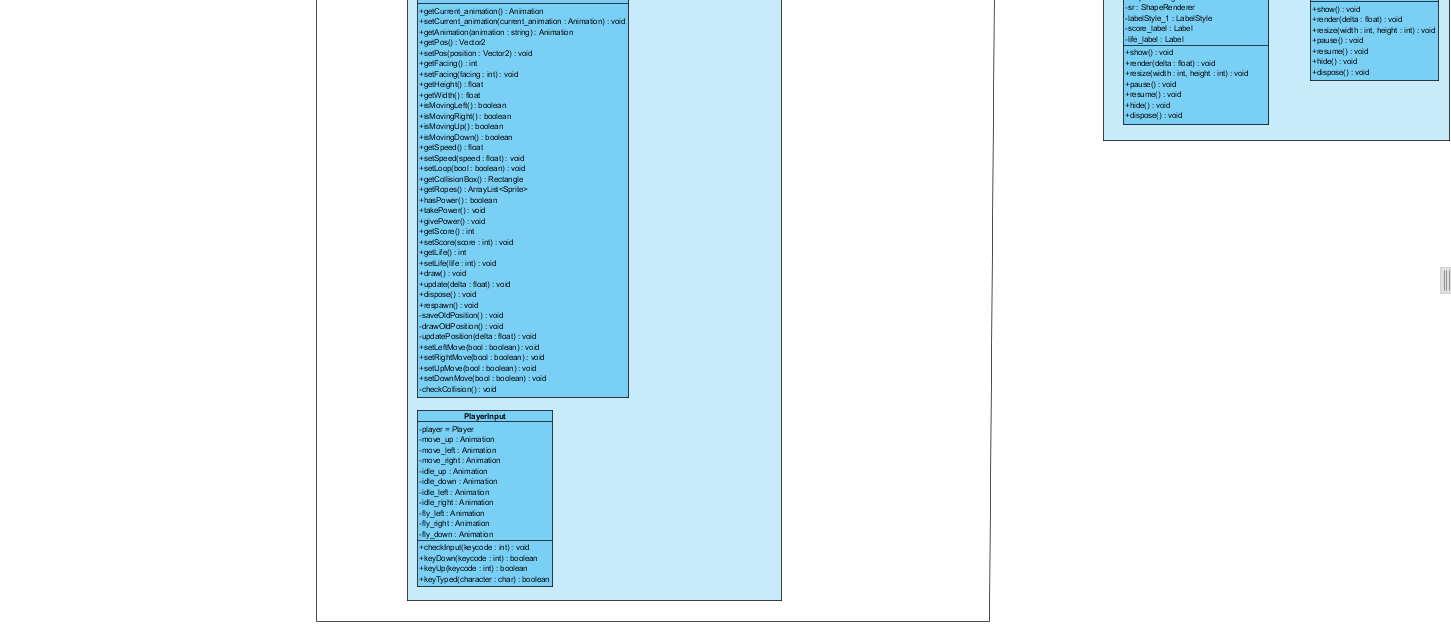 +getCurrent_animation() : Animation
+setCurrent_animation(current_animation : Animation) : void
+getAnimation(animation : string) : Animation
+getPos() : Vector2
+setPos(position : Vector2) : void
+getFacing() : int
+setFacing(facing : int) : void
+getHeight() : float
+getWidth() : float
+isMovingLeft() : boolean
+isMovingRight() : boolean
+isMovingUp() : boolean
+isMovingDown() : boolean
+getSpeed() : float
+setSpeed(speed : float) : void
+setLoop(bool : boolean) : void
+getCollisionBox() : Rectangle
+getRopes() : ArrayList<Sprite>
+hasPower() : boolean
+takePower() : void
+givePower() : void
+getScore() : int
+setScore(score : int) : void
+getLife() : int
+setLife(life : int) : void
+draw() : void
+update(delta : float) : void
+dispose() : void
+respawn() : void
-saveOldPosition() : void
-drawOldPosition() : void
-updatePosition(delta : float) : void
+setLeftMove(bool : boolean) : void
+setRightMove(bool : boolean) : void
+setUpMove(bool : boolean) : void
+setDownMove(bool : boolean) : void
-checkCollision() : void
PlayerInput
-player = Player
-move_up : Animation
-move_left : Animation
-move_right : Animation
-idle_up : Animation
-idle_down : Animation
-idle_left : Animation
-idle_right : Animation
-fly_left : Animation
-fly_right : Animation
-fly_down : Animation
+checkInput(keycode : int) : void
+keyDown(keycode : int) : boolean
+keyUp(keycode : int) : boolean
+keyTyped(character : char) : boolean
-sr : ShapeRenderer
-labelStyle_1 : LabelStyle
-score_label : Label
-life_label : Label
+show() : void
+render(delta : float) : void
+resize(width : int, height : int) : void
+pause() : void
+resume() : void
+hide() : void
+dispose() : void
+show() : void
+render(delta : float) : void
+resize(width : int, height : int) : void
+pause() : void
+resume() : void
+hide() : void
+dispose() : void